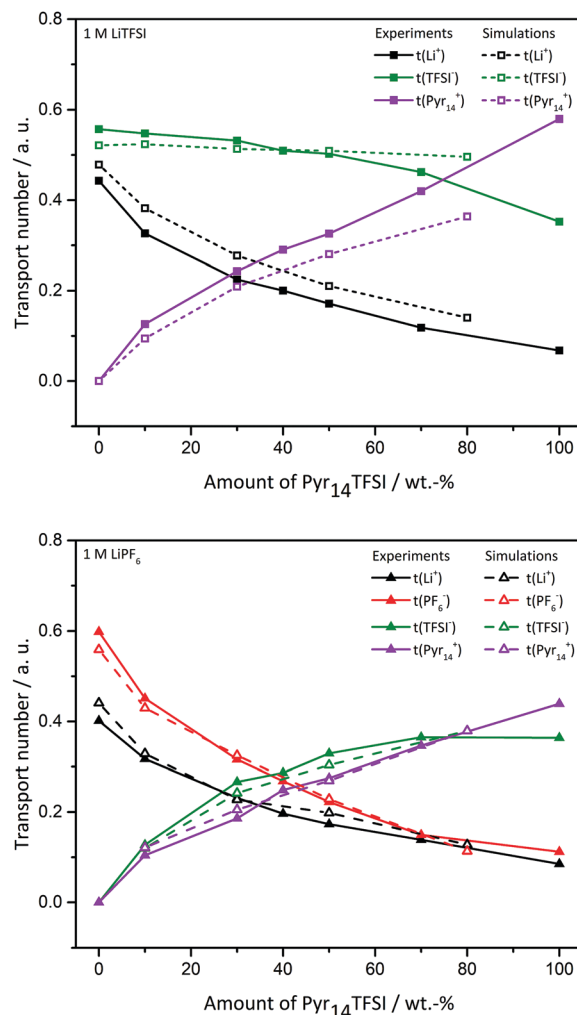 1 M LiTFSI
Experiments Simulations
t(Li⁺) t(Li⁺)
t(TFSI⁻) t(TFSI⁻)
t(Pyr₁₄⁺) t(Pyr₁₄⁺)
0.8
0.6
0.4
0.2
0.0
Transport number / a. u.
0 20 40 60 80 100
Amount of Pyr₁₄TFSI / wt.-%
1 M LiPF₆
Experiments Simulations
t(Li⁺) t(Li⁺)
t(PF₆⁻) t(PF₆⁻)
t(TFSI⁻) t(TFSI⁻)
t(Pyr₁₄⁺) t(Pyr₁₄⁺)
0.8
0.6
0.4
0.2
0.0
Transport number / a. u.
0 20 40 60 80 100
Amount of Pyr₁₄TFSI / wt.-%